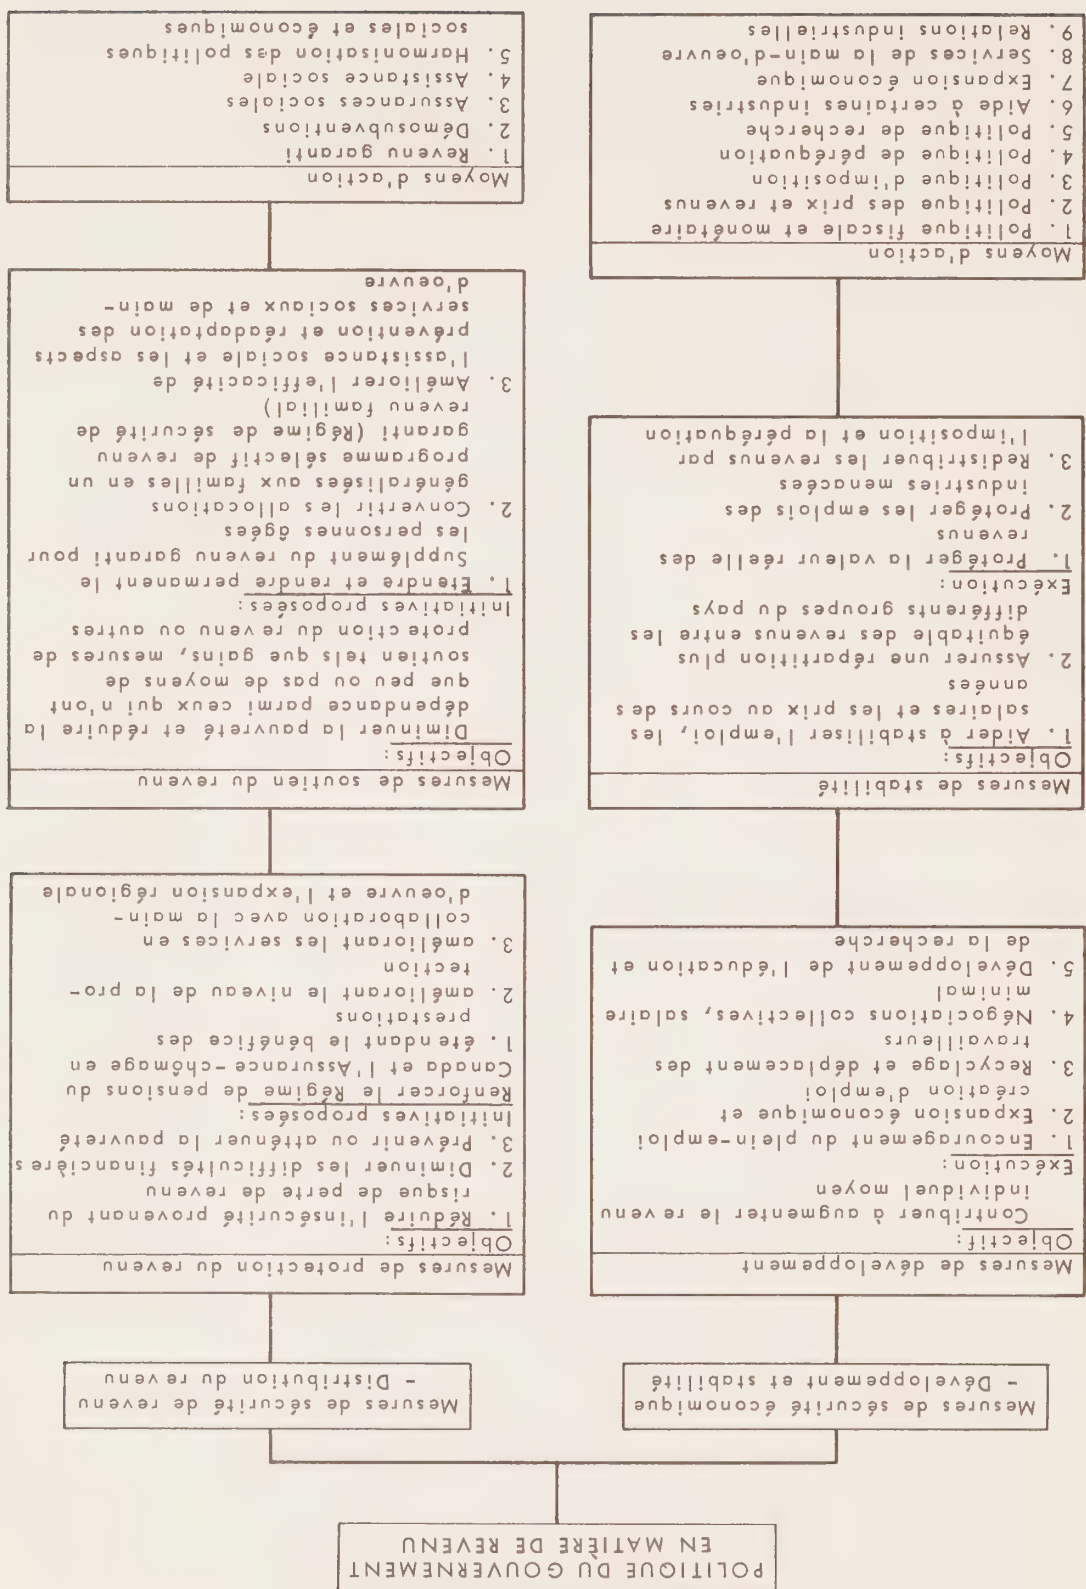 POLITIQUE DU GOUVERNEMENT
EN MATIÈRE DE REVENU
Mesures de sécurité économique
- Développement et stabilité
Mesures de développement
Objectif:
Contribuer à augmenter le revenu
individuel moyen
Exécution:
1. Encouragement du plein-emploi
2. Expansion économique et
création d'emploi
3. Recyclage et déplacement des
travailleurs
4. Négociations collectives, salaire
minimal
5. Développement de l'éducation et
de la recherche
Mesures de stabilité
Objectifs:
1. Aider à stabiliser l'emploi, les
salaires et les prix au cours des
années
2. Assurer une répartition plus
équitable des revenus entre les
différents groupes du pays
Exécution:
1. Protéger la valeur réelle des
revenus
2. Protéger les emplois des
industries menacées
3. Redistribuer les revenus par
l'imposition et la péréquation
Moyens d'action
1. Politique fiscale et monétaire
2. Politique des prix et revenus
3. Politique d'imposition
4. Politique de péréquation
5. Politique de recherche
6. Aide à certaines industries
7. Expansion économique
8. Services de la main-d'oeuvre
9. Relations industrielles
Mesures de sécurité de revenu
- Distribution du revenu
Mesures de protection du revenu
Objectifs:
1. Réduire l'insécurité provenant du
risque de perte de revenu
2. Diminuer les difficultés financières
3. Prévenir ou atténuer la pauvreté
Initiatives proposées:
Renforcer le Régime de pensions du
Canada et l'Assurance-chômage en
1. étendant le bénéfice des
prestations
2. améliorant le niveau de la pro-
tection
3. améliorant les services en
collaboration avec la main-
d'oeuvre et l'expansion régionale
Mesures de soutien du revenu
Objectifs:
Diminuer la pauvreté et réduire la
dépendance parmi ceux qui n'ont
que peu ou pas de moyens de
soutien tels que gains, mesures de
protection du revenu ou autres
Initiatives proposées:
1. Etendre et rendre permanent le
Supplément du revenu garanti pour
les personnes âgées
2. Convertir les allocations
généralisées aux familles en un
programme sélectif de revenu
garanti (Régime de sécurité de
revenu familial)
3. Améliorer l'efficacité de
l'assistance sociale et les aspects
prévention et réadaptation des
services sociaux et de main-
d'oeuvre
Moyens d'action
1. Revenu garanti
2. Démosubventions
3. Assurances sociales
4. Assistance sociale
5. Harmonisation des politiques
sociales et économiques